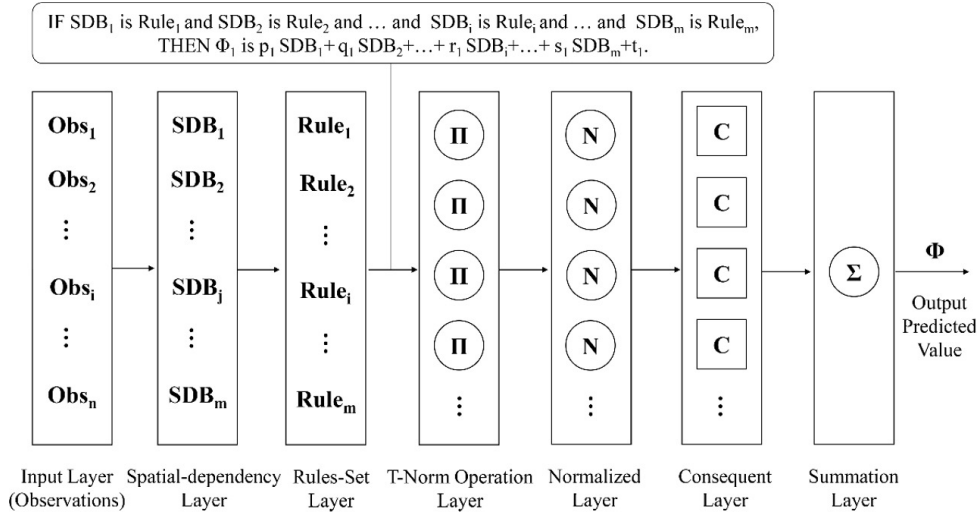 IF SDB₁ is Rule₁ and SDB₂ is Rule₂ and … and SDBᵢ is Ruleᵢ and … and SDBₘ is Ruleₘ,
THEN Φ₁ is p₁ SDB₁+ q₁ SDB₂+…+ r₁ SDBᵢ+…+ s₁ SDBₘ+t₁.
Obs₁
Obs₂
⋮
Obsᵢ
⋮
Obsₙ
SDB₁
SDB₂
⋮
SDBⱼ
⋮
SDBₘ
Rule₁
Rule₂
⋮
Ruleᵢ
⋮
Ruleₘ
Π
Π
Π
Π
⋮
N
N
N
N
⋮
C
C
C
C
⋮
Σ
Φ
Output
Predicted
Value
Input Layer
(Observations)
Spatial-dependency
Layer
Rules-Set
Layer
T-Norm Operation
Layer
Normalized
Layer
Consequent
Layer
Summation
Layer